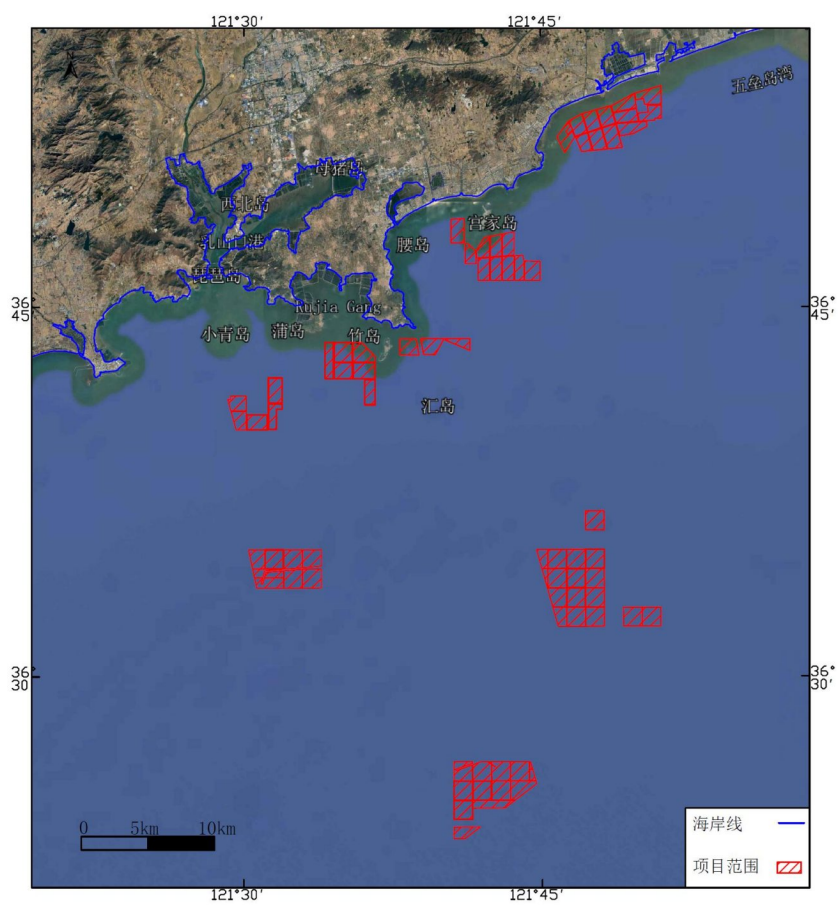 121°30′
121°45′
五垒岛湾
母猪岛
西北岛
宫家岛
乳山口港
腰岛
琵琶岛
Rujia Gang
36°
45′
36°
45′
小青岛
蒲岛
竹岛
汇岛
36°
30′
36°
30′
0
5km
10km
海岸线
项目范围
121°30′
121°45′